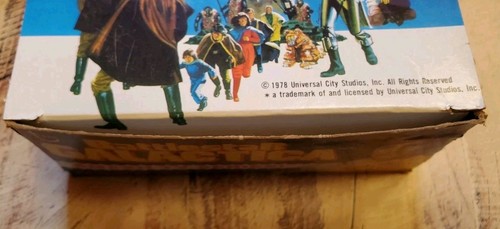 © 1978 Universal City Studios, Inc. All Rights Reserved
* a trademark of and licensed by Universal City Studios, Inc.